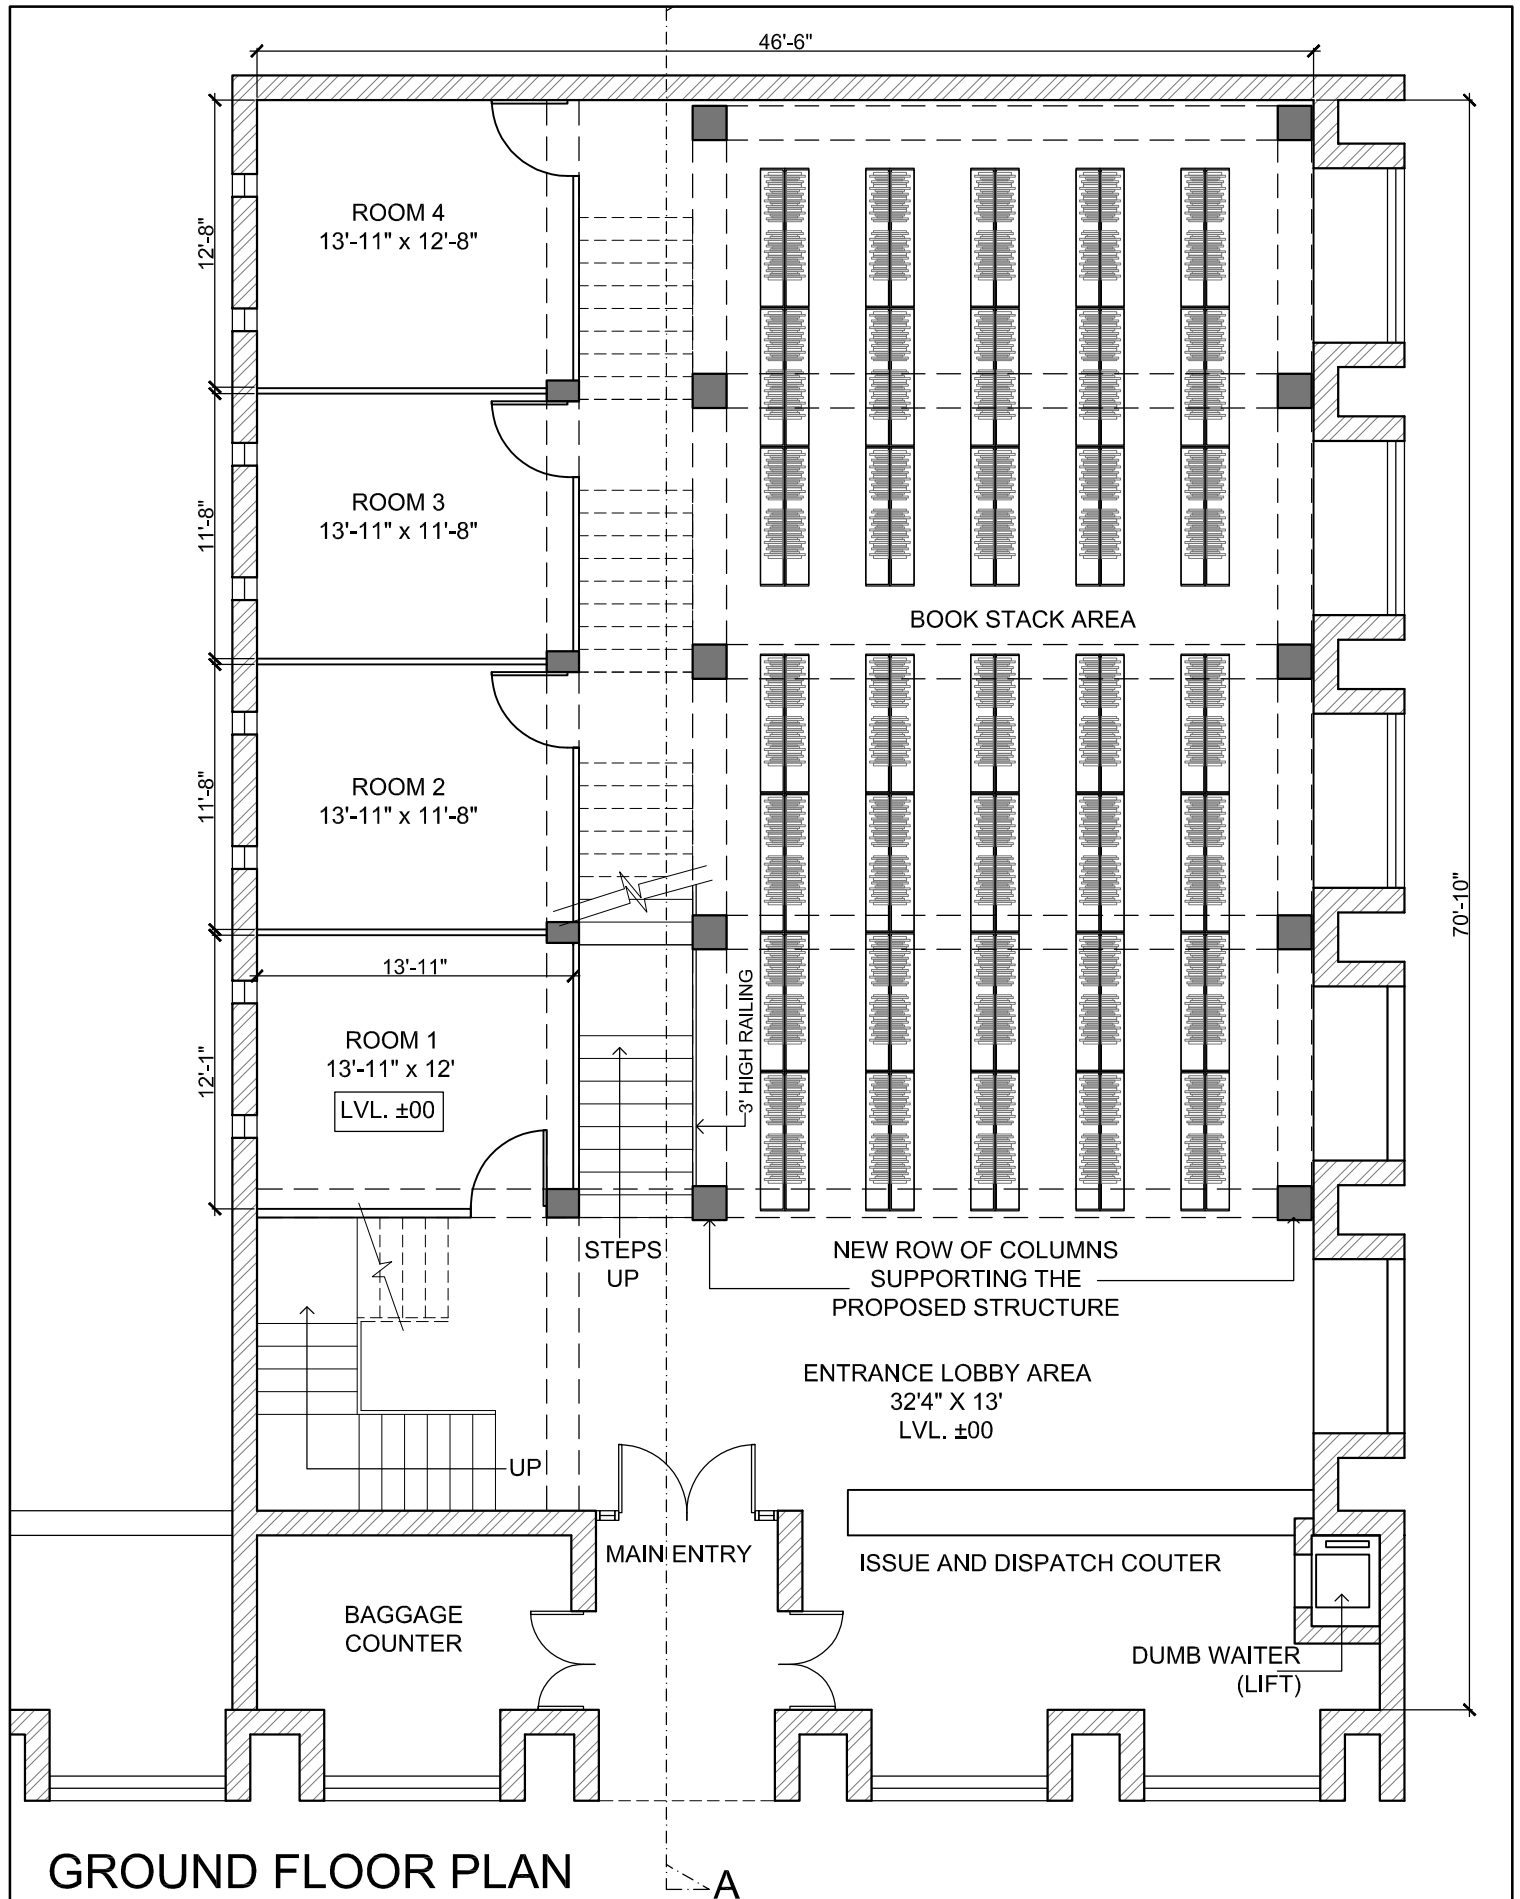 46'-6"
ROOM 4
13'-11" x 12'-8"
12'-8"
ROOM 3
13'-11" x 11'-8"
11'-8"
BOOK STACK AREA
ROOM 2
13'-11" x 11'-8"
11'-8"
70'-10"
13'-11"
ROOM 1
13'-11" x 12'
LVL. ±00
12'-1"
3' HIGH RAILING
STEPS
UP
NEW ROW OF COLUMNS
SUPPORTING THE
PROPOSED STRUCTURE
ENTRANCE LOBBY AREA
32'4" X 13'
LVL. ±00
UP
MAIN ENTRY
ISSUE AND DISPATCH COUTER
BAGGAGE
COUNTER
DUMB WAITER
(LIFT)
GROUND FLOOR PLAN
A